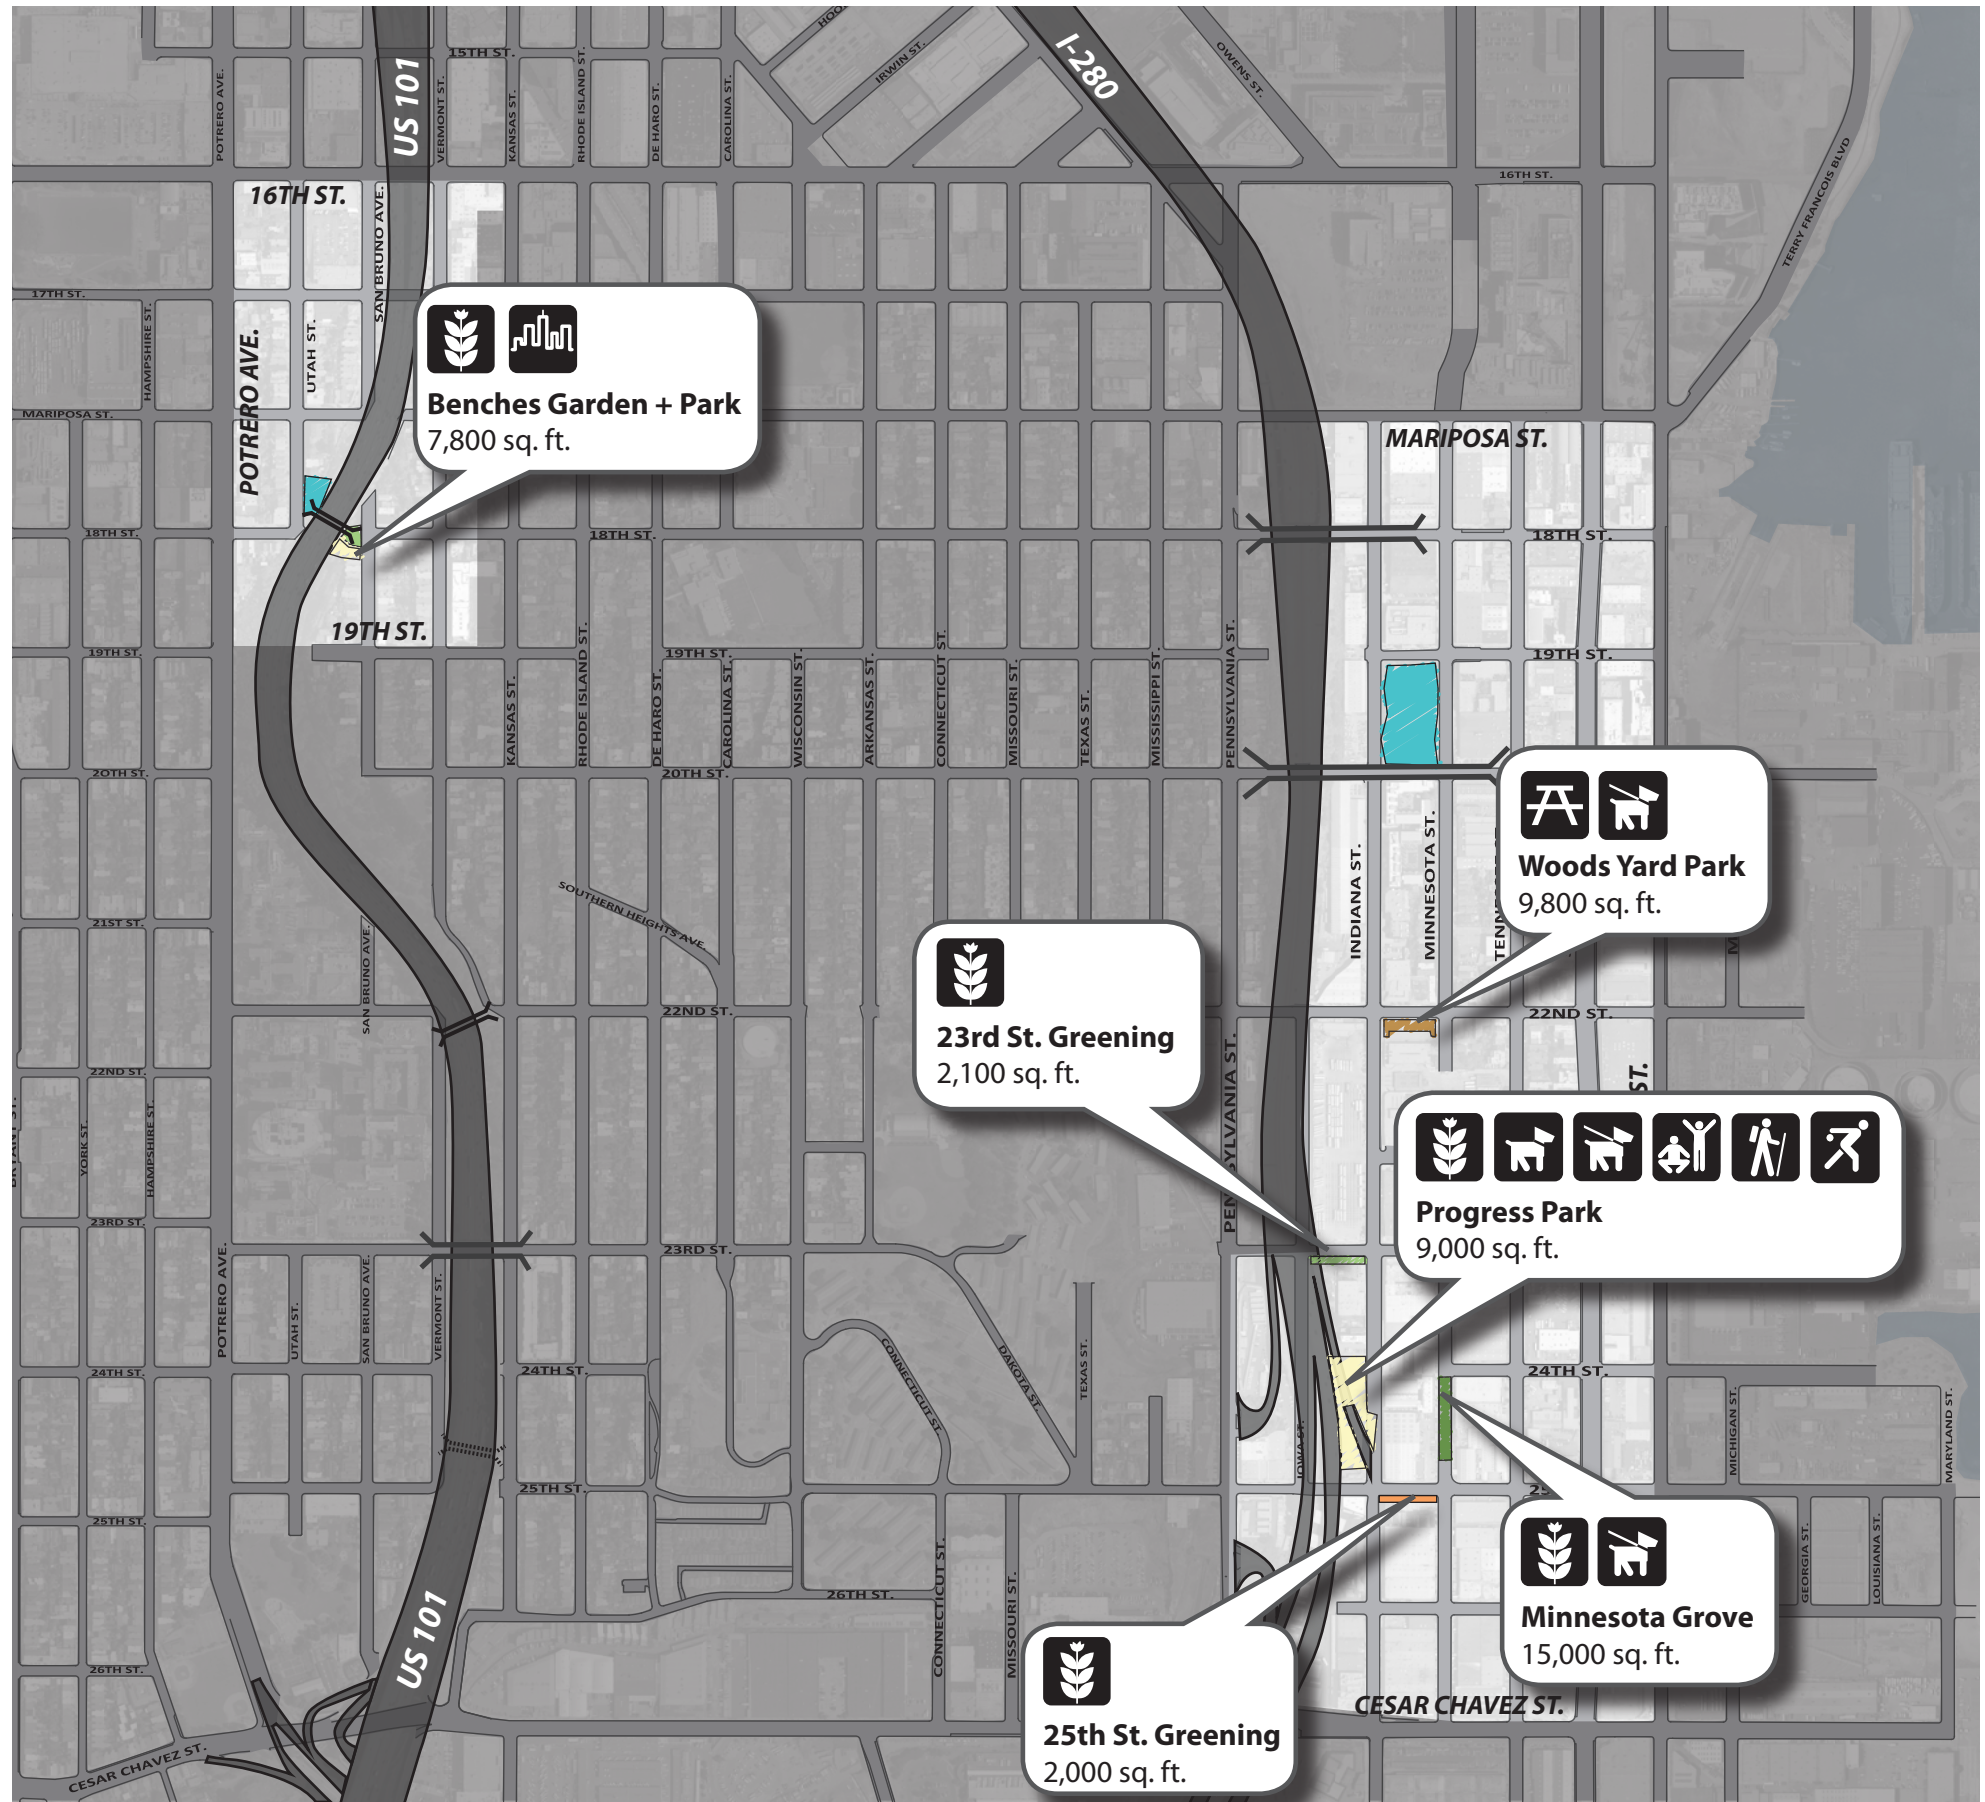 15TH ST.
IRWIN ST.
OWENS ST.
I-280
US 101
POTRERO AVE.
VERMONT ST.
KANSAS ST.
RHODE ISLAND ST.
DE HARO ST.
CAROLINA ST.
TERRY FRANCOIS BLVD
16TH ST.
16TH ST.
SAN BRUNO AVE.
17TH ST.
HAMPSHIRE ST.
UTAH ST.
POTRERO AVE.
Benches Garden + Park
7,800 sq. ft.
MARIPOSA ST.
MARIPOSA ST.
18TH ST.
18TH ST.
18TH ST.
19TH ST.
19TH ST.
19TH ST.
19TH ST.
KANSAS ST.
RHODE ISLAND ST.
DE HARO ST.
CAROLINA ST.
WISCONSIN ST.
ARKANSAS ST.
CONNECTICUT ST.
MISSOURI ST.
TEXAS ST.
MISSISSIPPI ST.
PENNSYLVANIA ST.
20TH ST.
20TH ST.
Woods Yard Park
9,800 sq. ft.
INDIANA ST.
MINNESOTA ST.
SOUTHERN HEIGHTS AVE.
21ST ST.
SAN BRUNO AVE.
23rd St. Greening
2,100 sq. ft.
22ND ST.
22ND ST.
22ND ST.
ST.
YORK ST.
HAMPSHIRE ST.
Progress Park
9,000 sq. ft.
23RD ST.
23RD ST.
POTRERO AVE.
UTAH ST.
SAN BRUNO AVE.
VERMONT ST.
CONNECTICUT ST.
DAKOTA ST.
TEXAS ST.
24TH ST.
24TH ST.
24TH ST.
IOWA ST.
MICHIGAN ST.
MARYLAND ST.
25TH ST.
25TH ST.
GEORGIA ST.
LOUISIANA ST.
26TH ST.
CONNECTICUT ST.
MISSOURI ST.
Minnesota Grove
15,000 sq. ft.
US 101
26TH ST.
CESAR CHAVEZ ST.
25th St. Greening
2,000 sq. ft.
CESAR CHAVEZ ST.